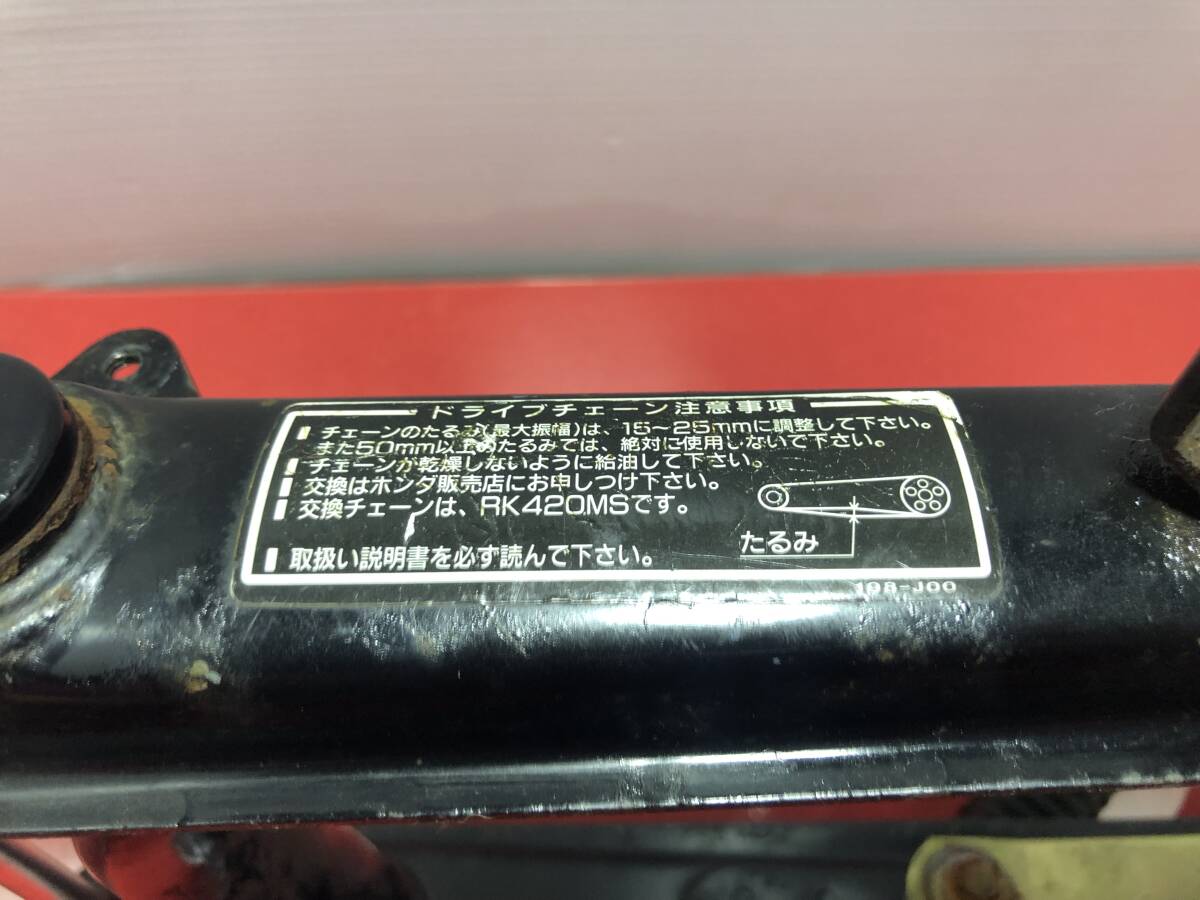 ドライブチェーン注意事項
チェーンのたるみ(最大振幅)は、15~25mmに調整して下さい。
また50mm以上のたるみでは、絶対に使用しないで下さい。
チェーンが乾燥しないように給油して下さい。
交換はホンダ販売店にお申しつけ下さい。
交換チェーンは、RK420MSです。
たるみ
取扱い説明書を必ず読んで下さい。
198-J00